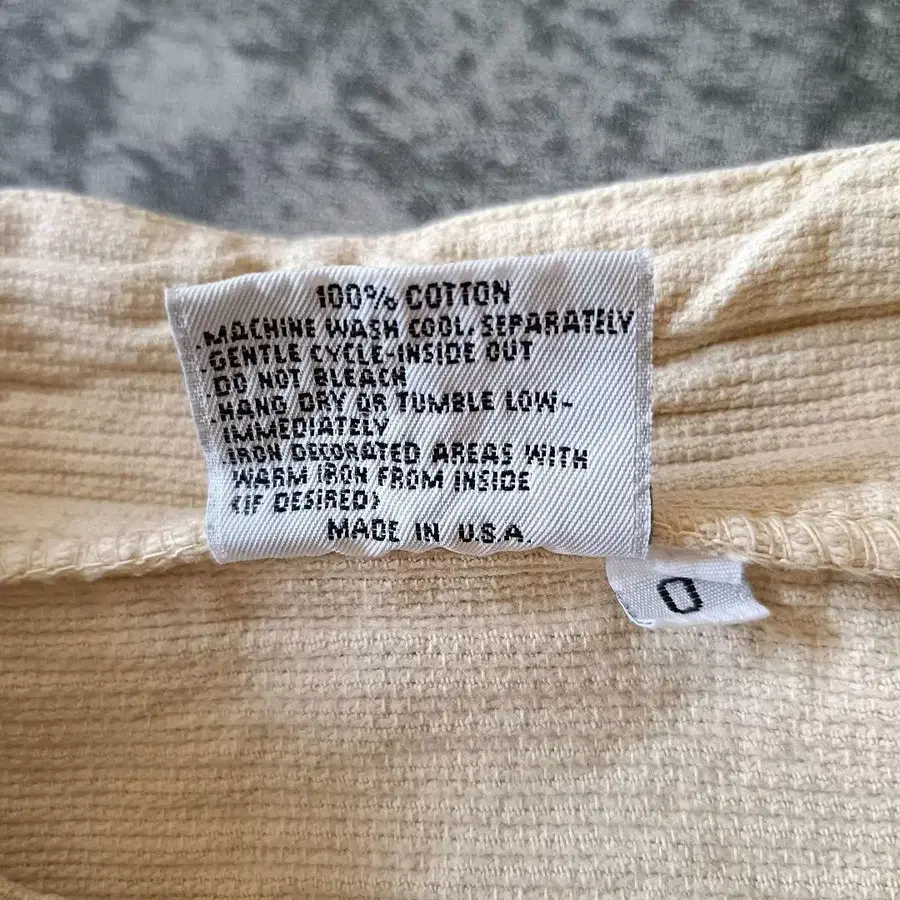 100% COTTON
.MACHINE WASH COOL, SEPARATELY
.GENTLE CYCLE-INSIDE OUT
.DO NOT BLEACH
.HANG DRY OR TUMBLE LOW-
IMMEDIATELY
.IRON DECORATED AREAS WITH
WARM IRON FROM INSIDE
(IF DESIRED)
MADE IN U.S.A.
0